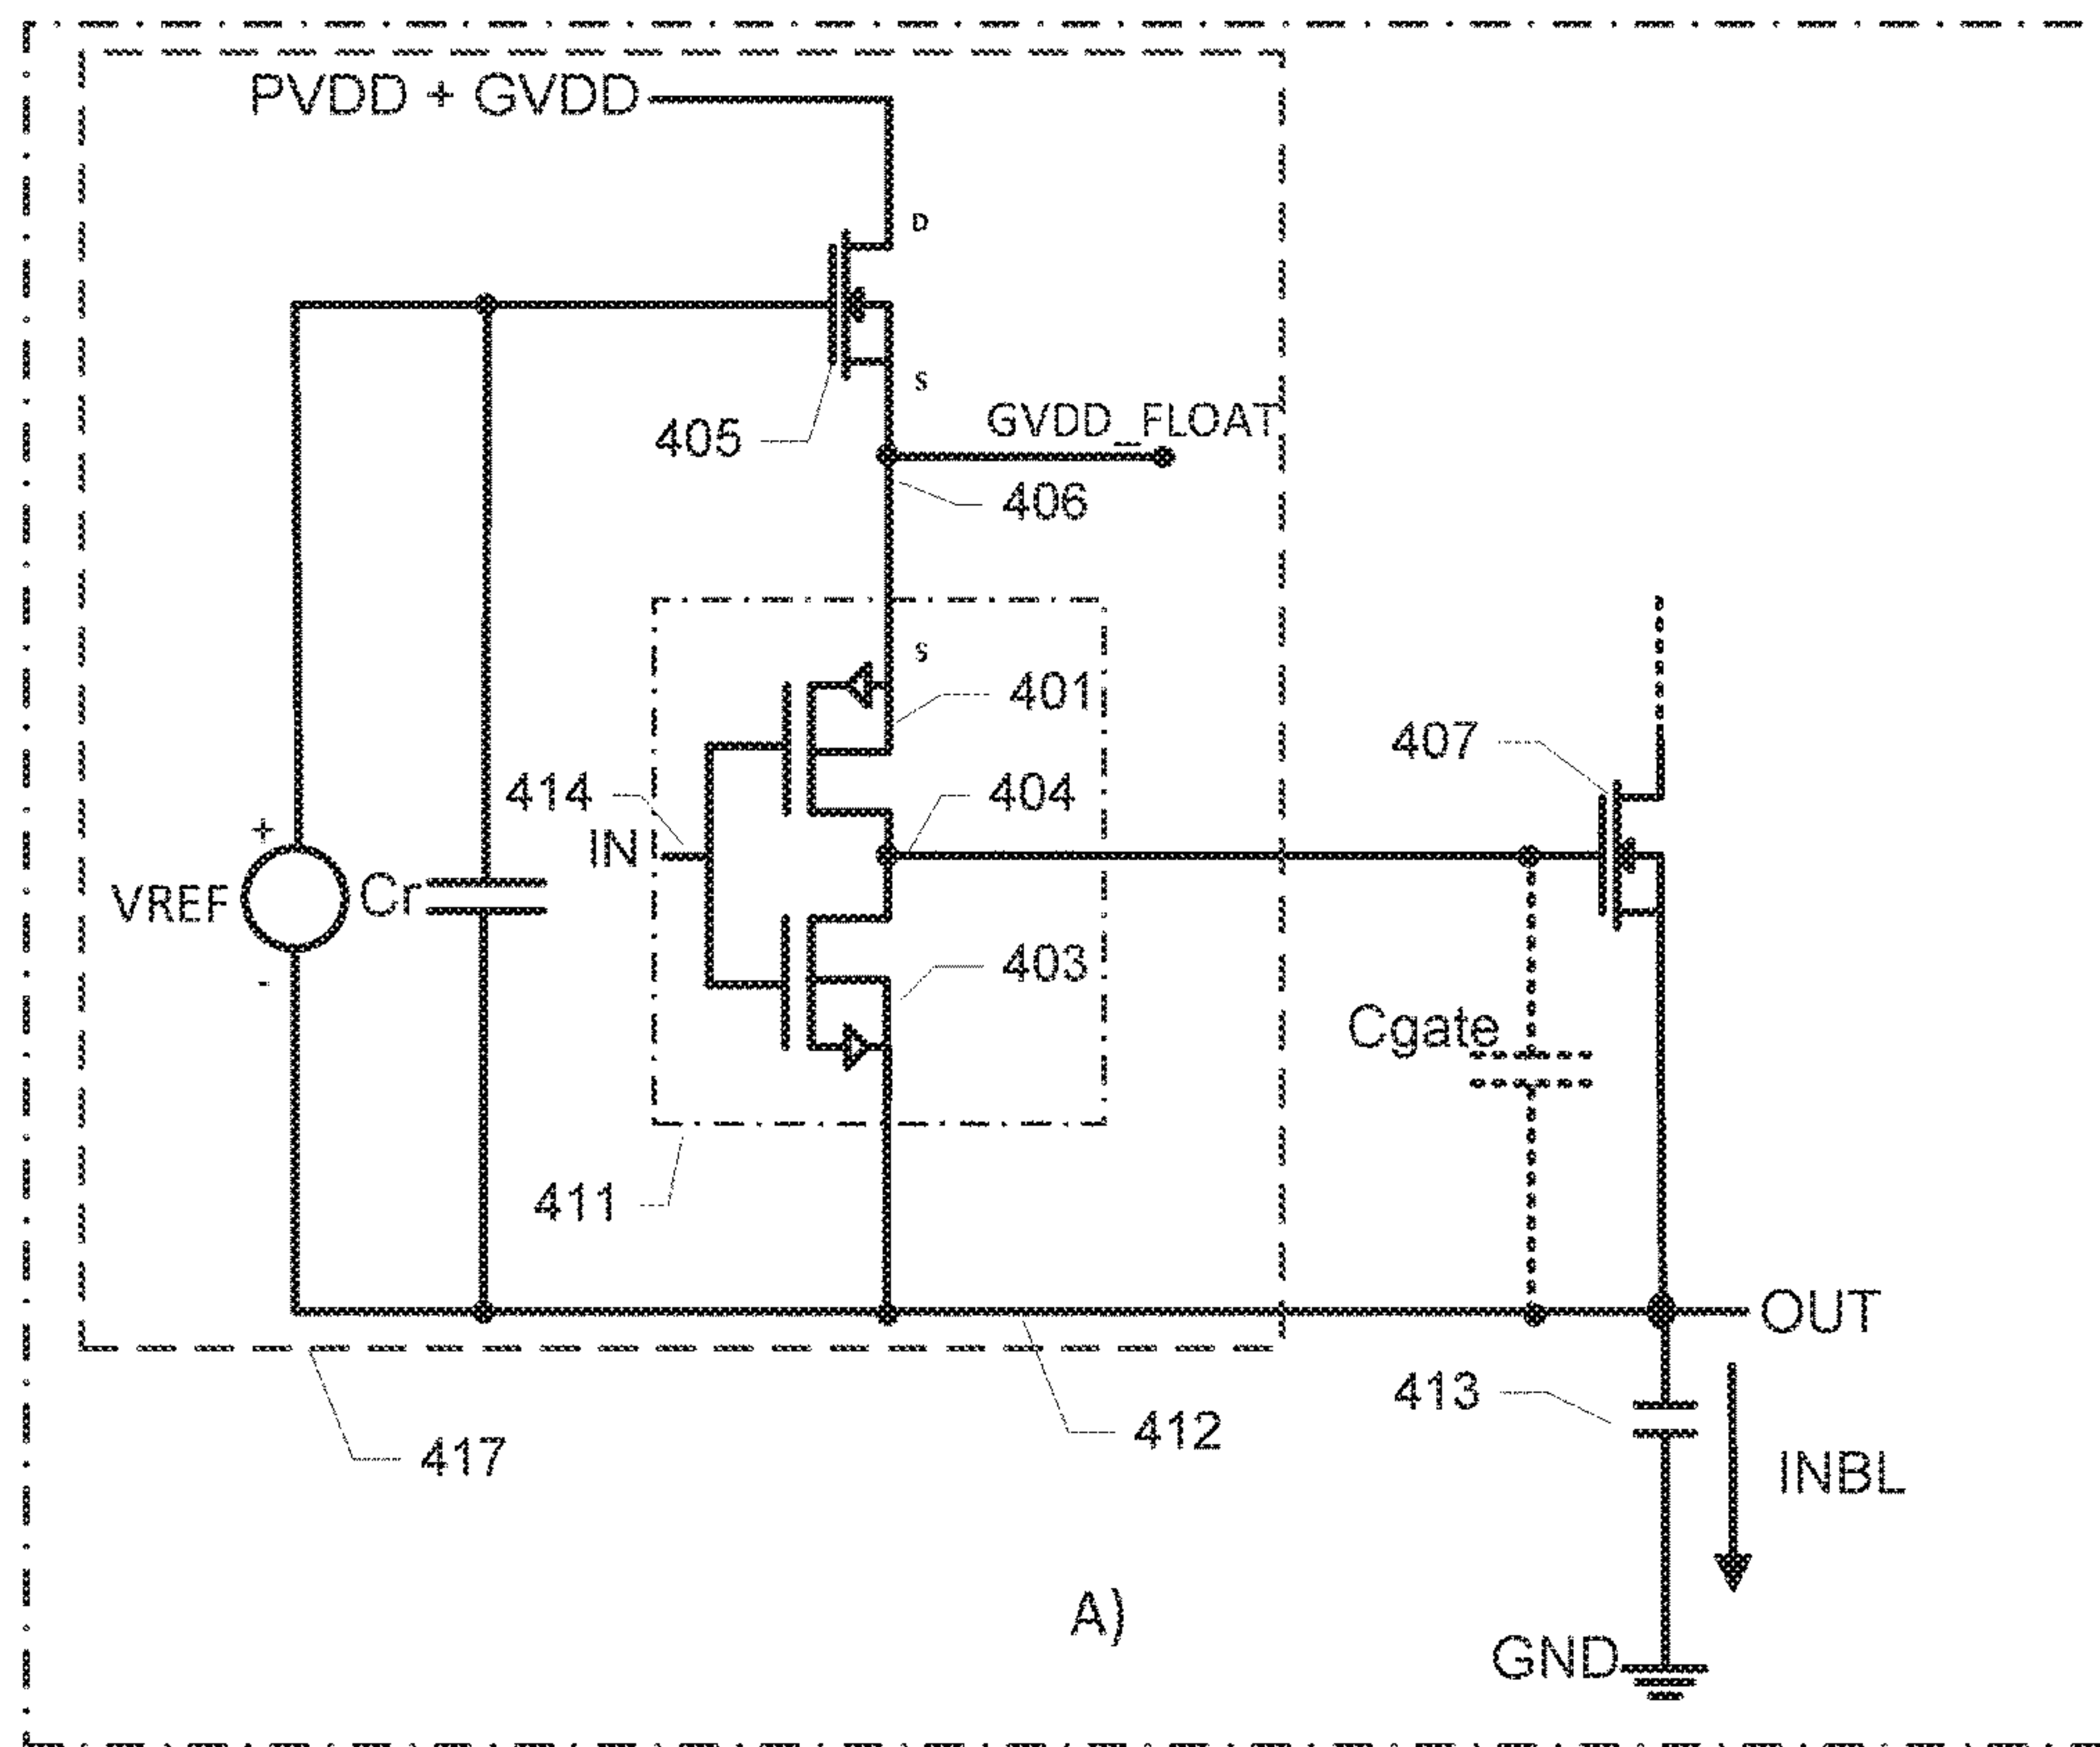 PVDD + GVDD
D
S
405
GVDD_FLOAT
406
S
401
407
414
404
IN
+
VREF
Cr
-
403
Cgate
411
OUT
413
412
417
INBL
A)
GND